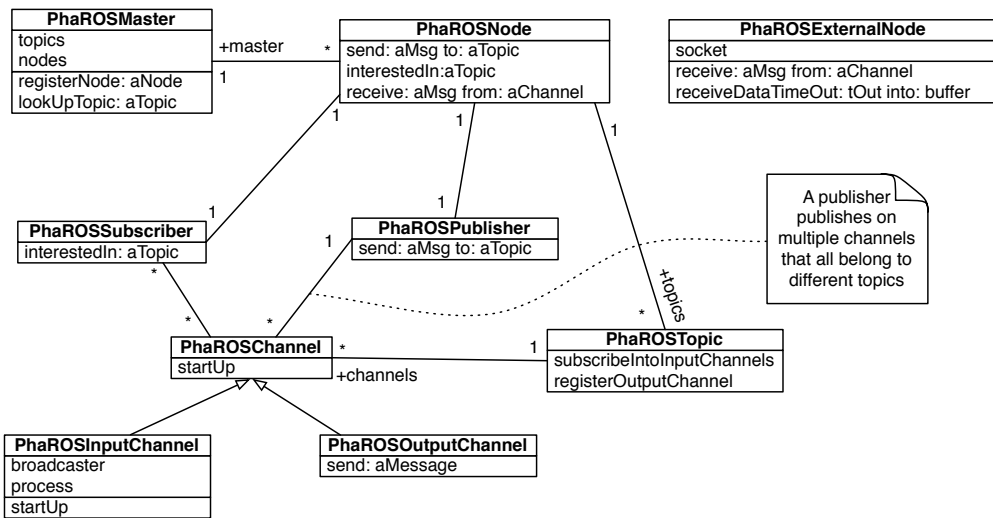 PhaROSMaster
topics
nodes
registerNode: aNode
lookUpTopic: aTopic
+master
*
1
PhaROSNode
send: aMsg to: aTopic
interestedIn:aTopic
receive: aMsg from: aChannel
PhaROSExternalNode
socket
receive: aMsg from: aChannel
receiveDataTimeOut: tOut into: buffer
1
1
1
1
1
A publisher
publishes on
multiple channels
that all belong to
different topics
PhaROSSubscriber
interestedIn: aTopic
PhaROSPublisher
send: aMsg to: aTopic
1
*
*
*
+topics
*
PhaROSChannel
startUp
*
+channels
1
PhaROSTopic
subscribeIntoInputChannels
registerOutputChannel
PhaROSInputChannel
broadcaster
process
startUp
PhaROSOutputChannel
send: aMessage